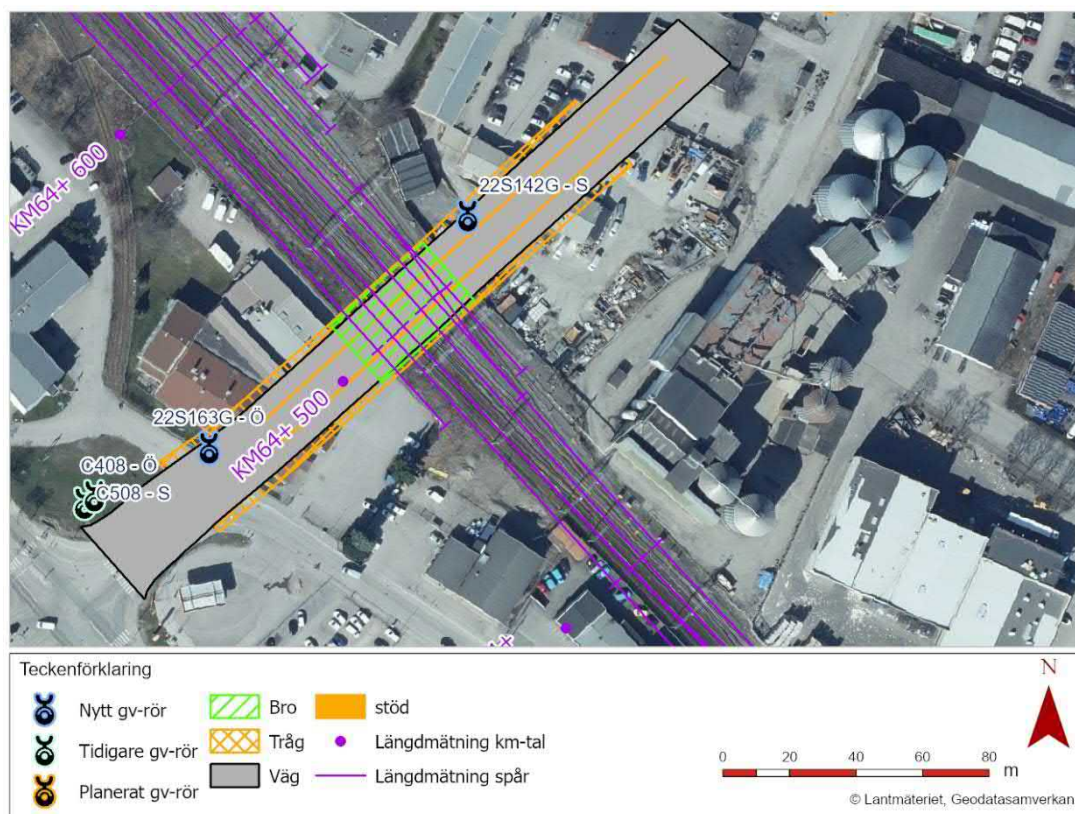 KM64+ 600
22S142G - S
22S163G - Ö
KM64+ 500
C408 - Ö
C508 - S
Teckenförklaring
Nytt gv-rör
Tidigare gv-rör
Planerat gv-rör
Bro
Tråg
Väg
stöd
Längdmätning km-tal
Längdmätning spår
N
0 20 40 60 80
m
© Lantmäteriet, Geodatasamverkan